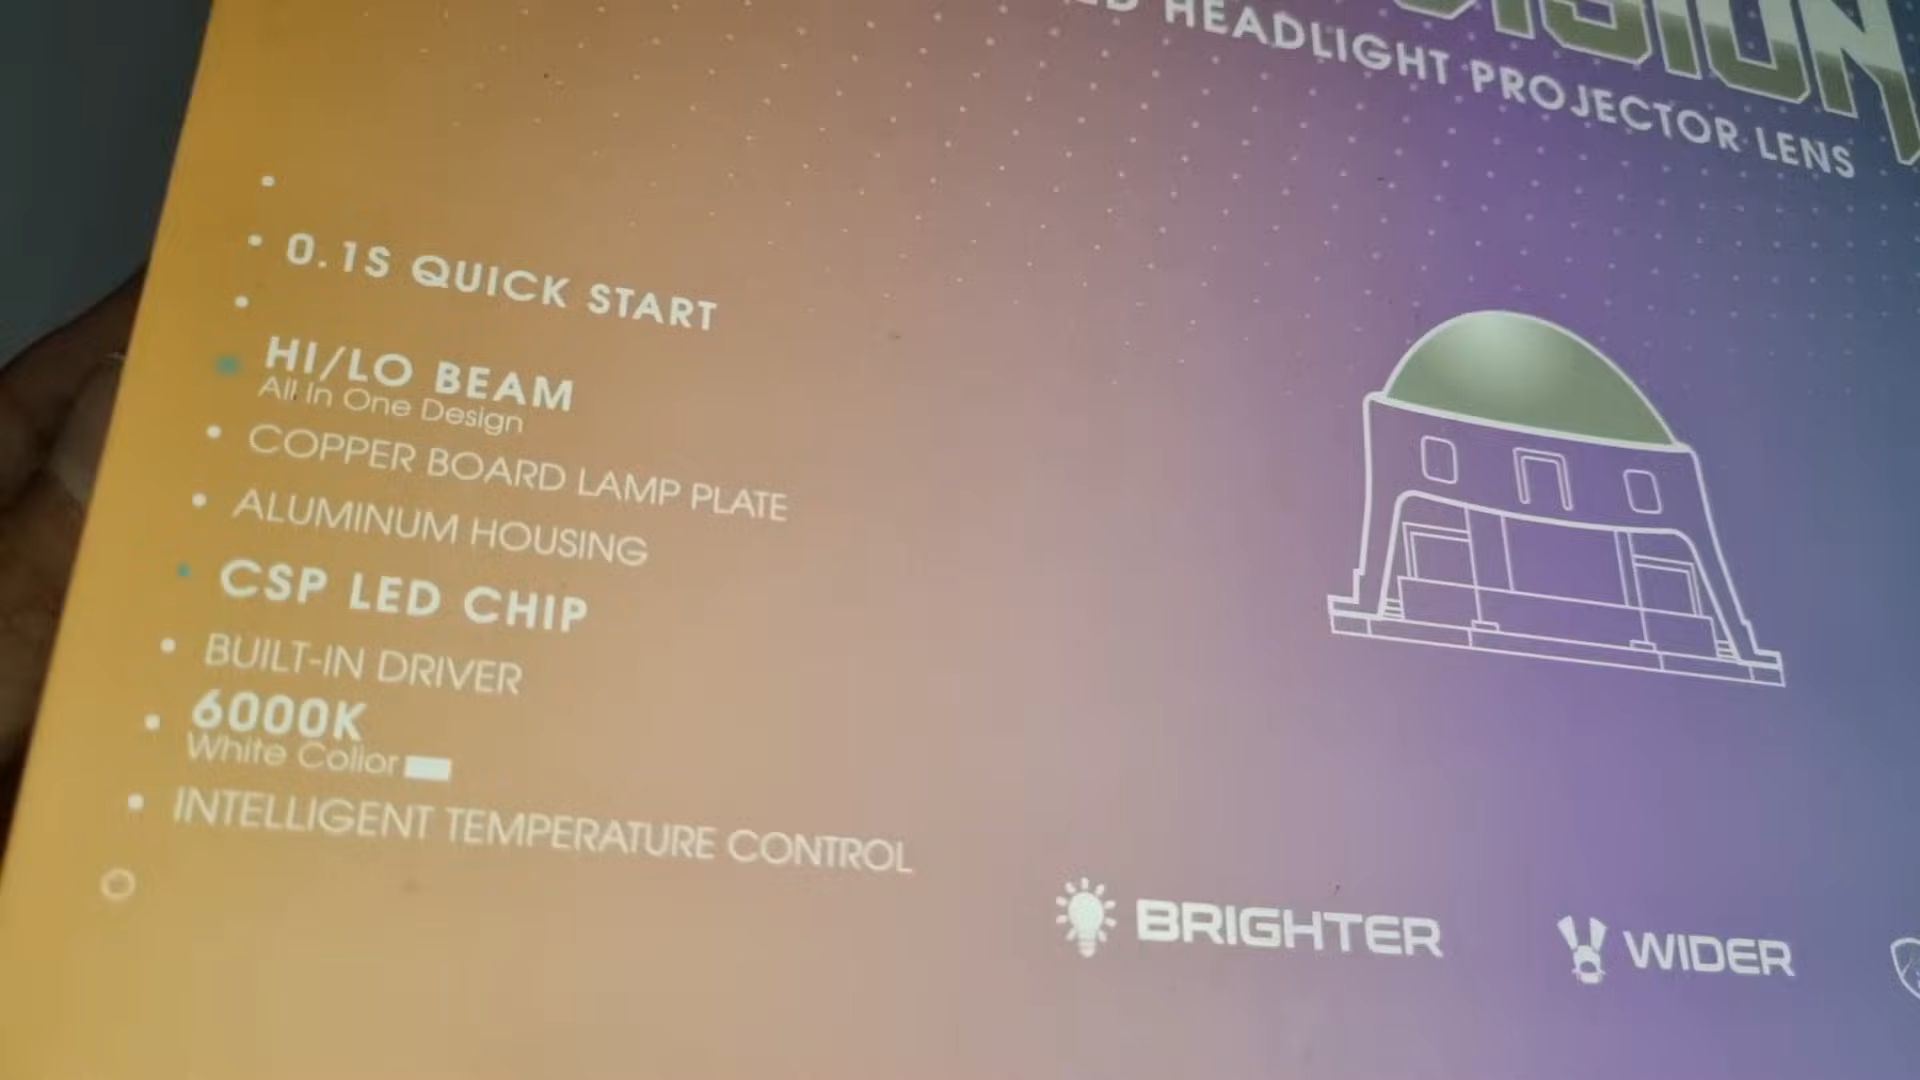 HEADLIGHT PROJECTOR LENS
0.1S QUICK START
HI/LO BEAM
All In One Design
COPPER BOARD LAMP PLATE
ALUMINUM HOUSING
CSP LED CHIP
BUILT-IN DRIVER
6000K
White Colior
INTELLIGENT TEMPERATURE CONTROL
BRIGHTER
WIDER